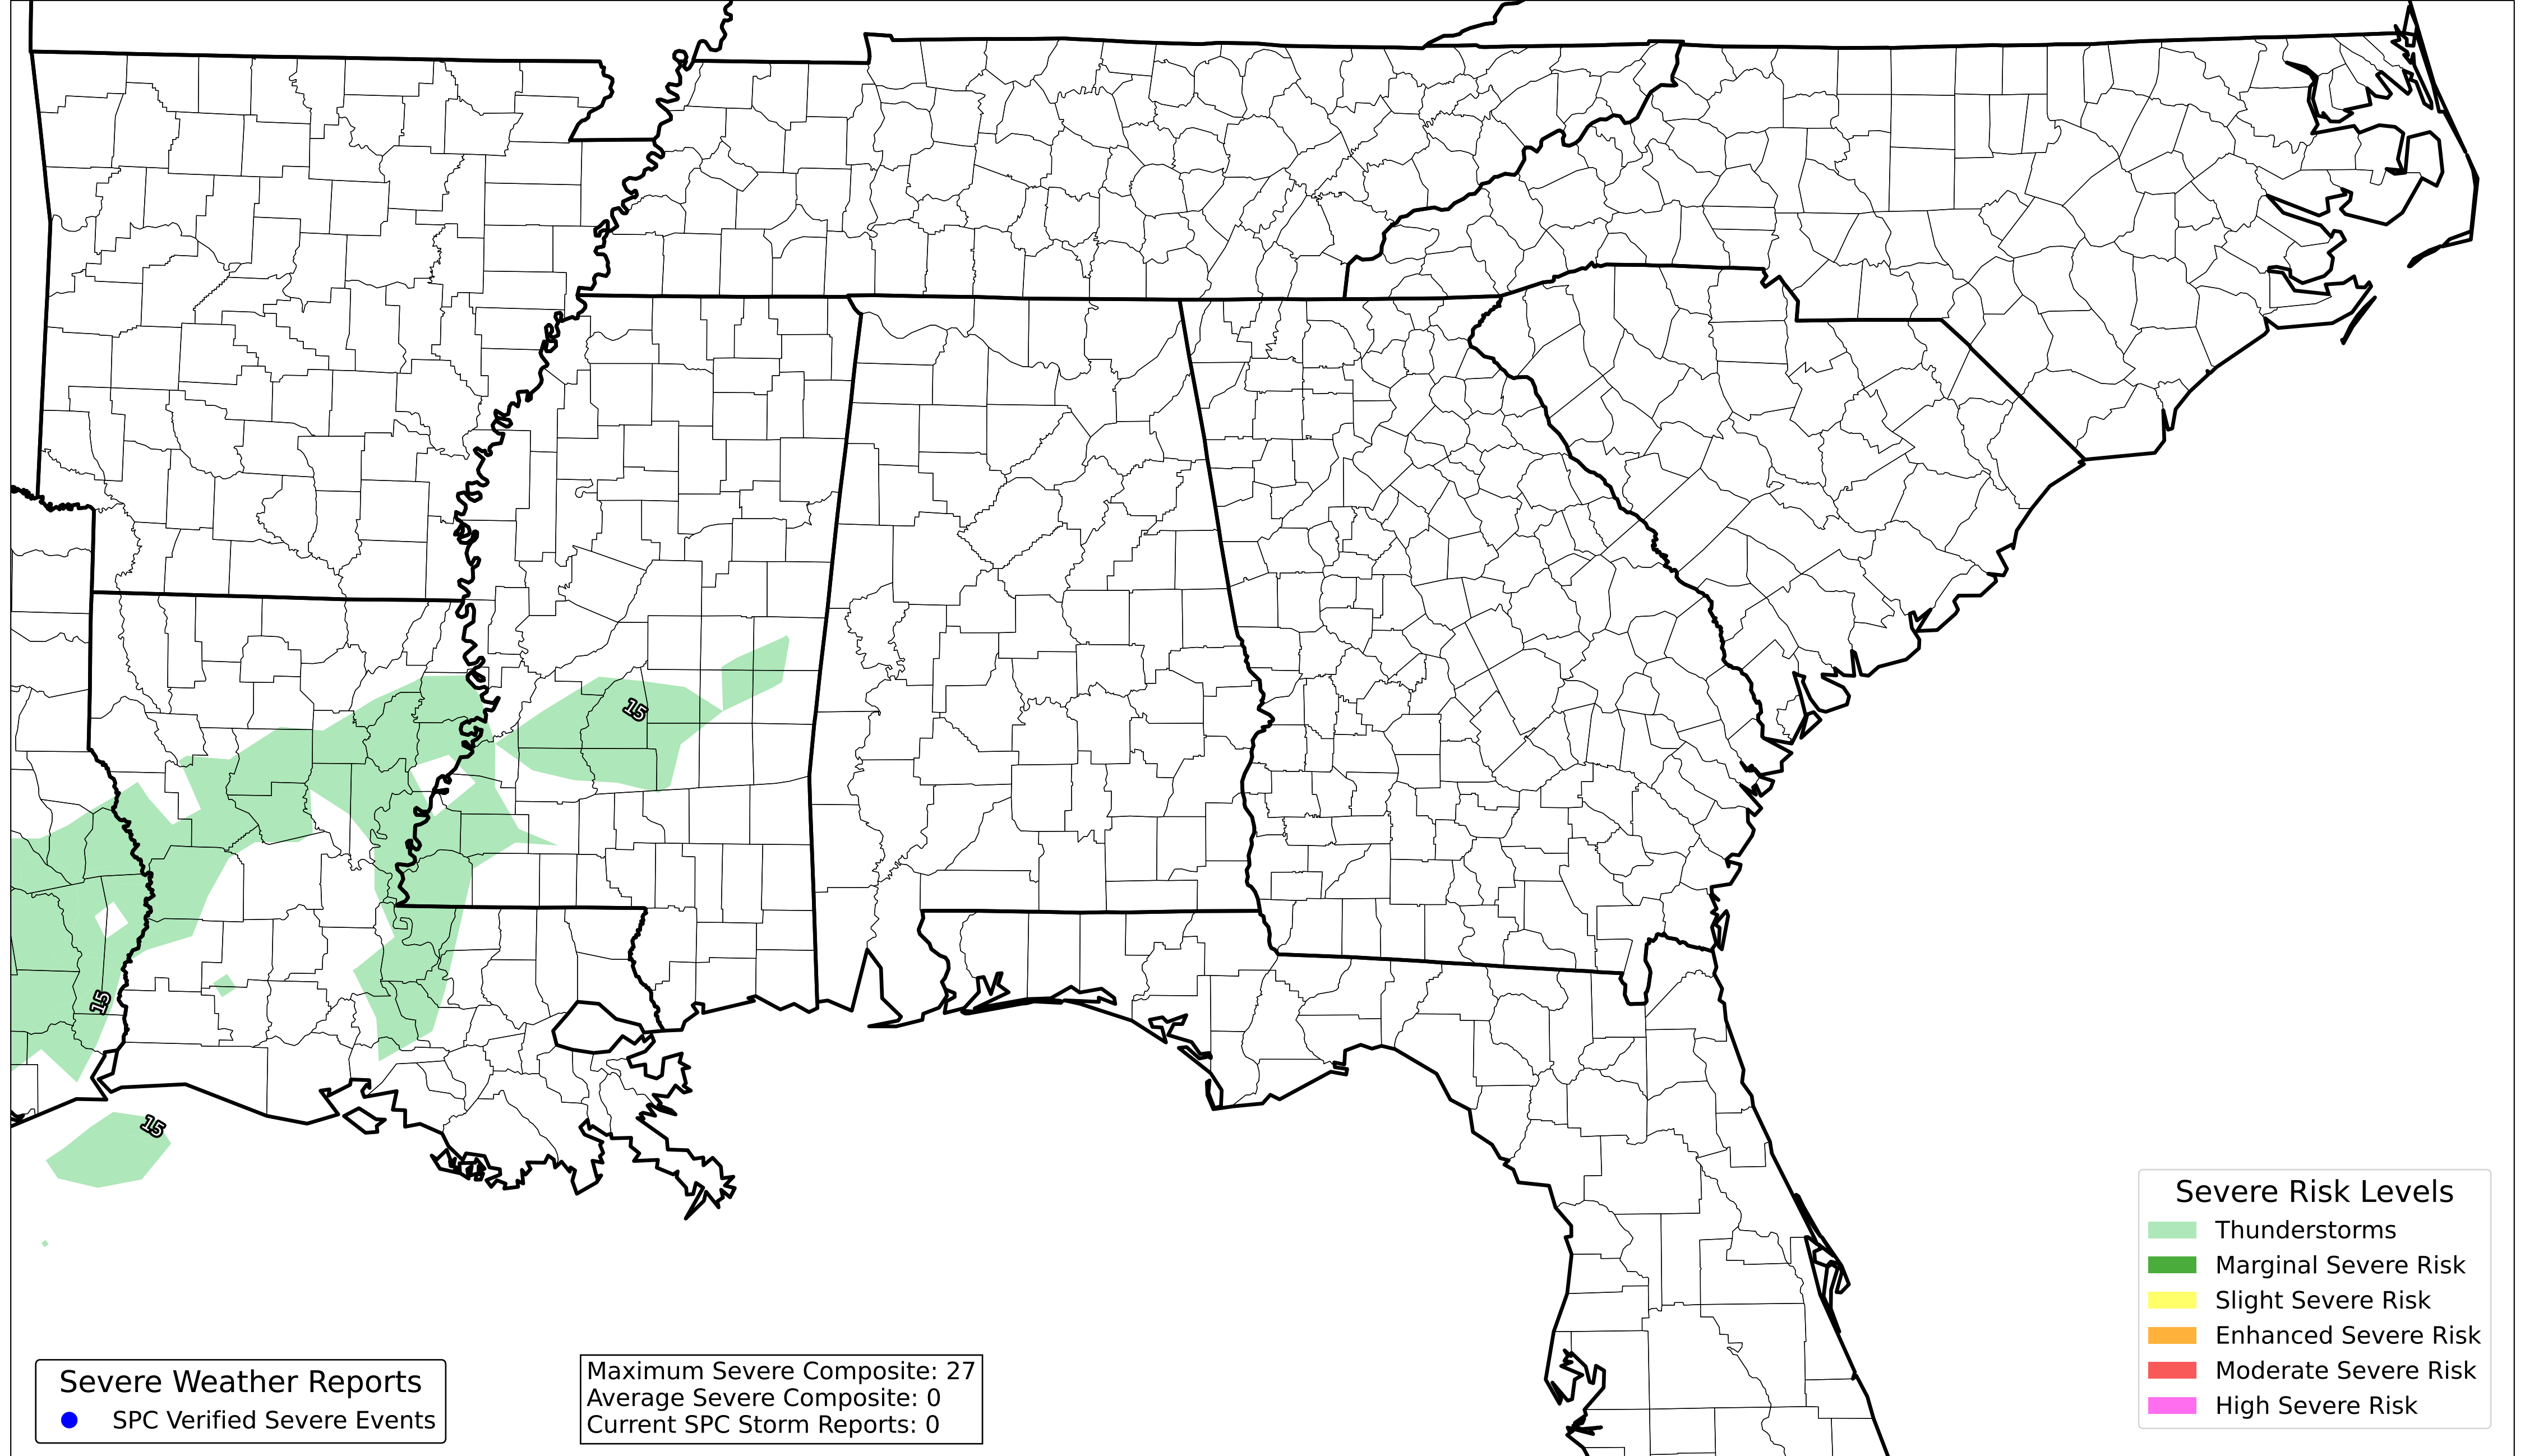 15
15
15
Severe Weather Reports
SPC Verified Severe Events
Maximum Severe Composite: 27
Average Severe Composite: 0
Current SPC Storm Reports: 0
Severe Risk Levels
Thunderstorms
Marginal Severe Risk
Slight Severe Risk
Enhanced Severe Risk
Moderate Severe Risk
High Severe Risk